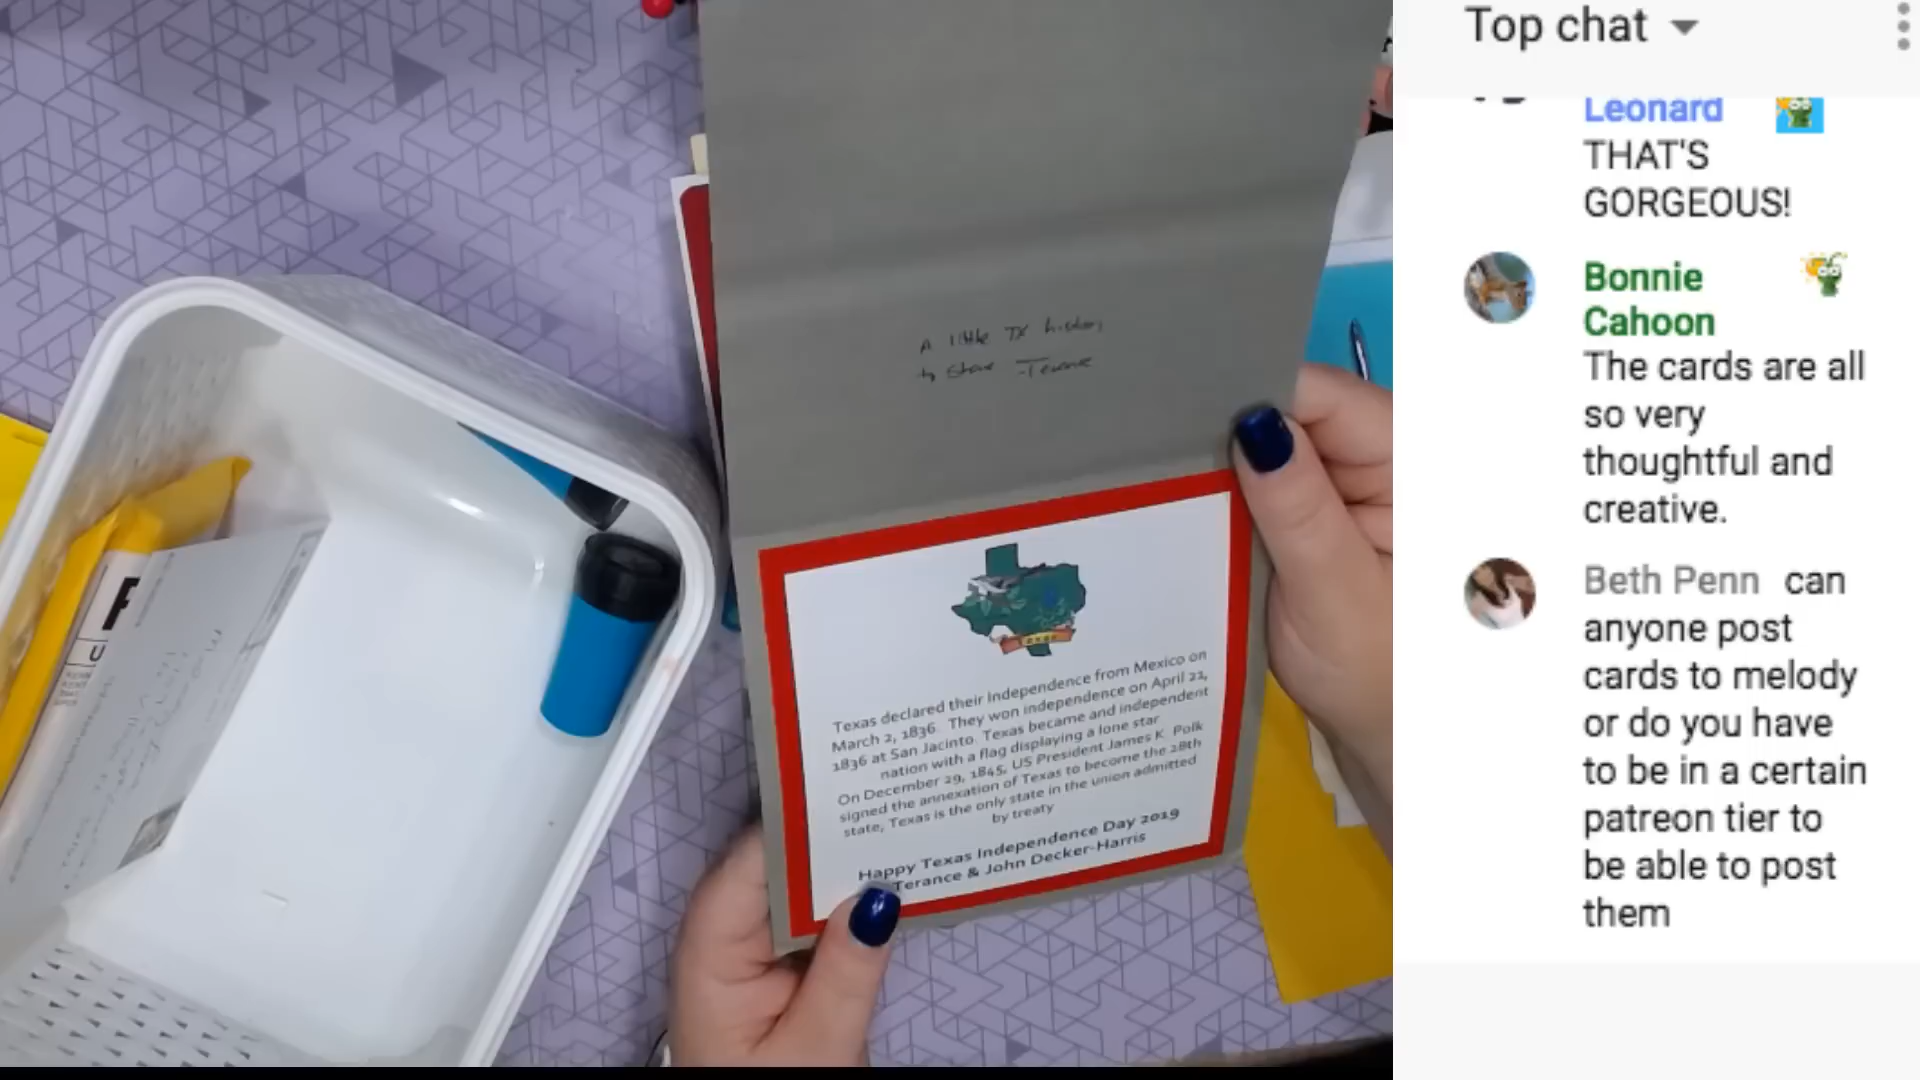 A little TX history
to share -Terance
TEXAS
Texas declared their Independence from Mexico on
March 2, 1836. They won independence on April 21,
1836 at San Jacinto. Texas became and independent
nation with a flag displaying a lone star
On December 29, 1845, US President James K Polk
signed the annexation of Texas to become the 28th
state, Texas is the only state in the union admitted
by treaty
Happy Texas Independence Day 2019
Terance & John Decker-Harris
F
U
Top chat
Leonard
THAT'S
GORGEOUS!
Bonnie
Cahoon
The cards are all
so very
thoughtful and
creative.
Beth Penn can
anyone post
cards to melody
or do you have
to be in a certain
patreon tier to
be able to post
them